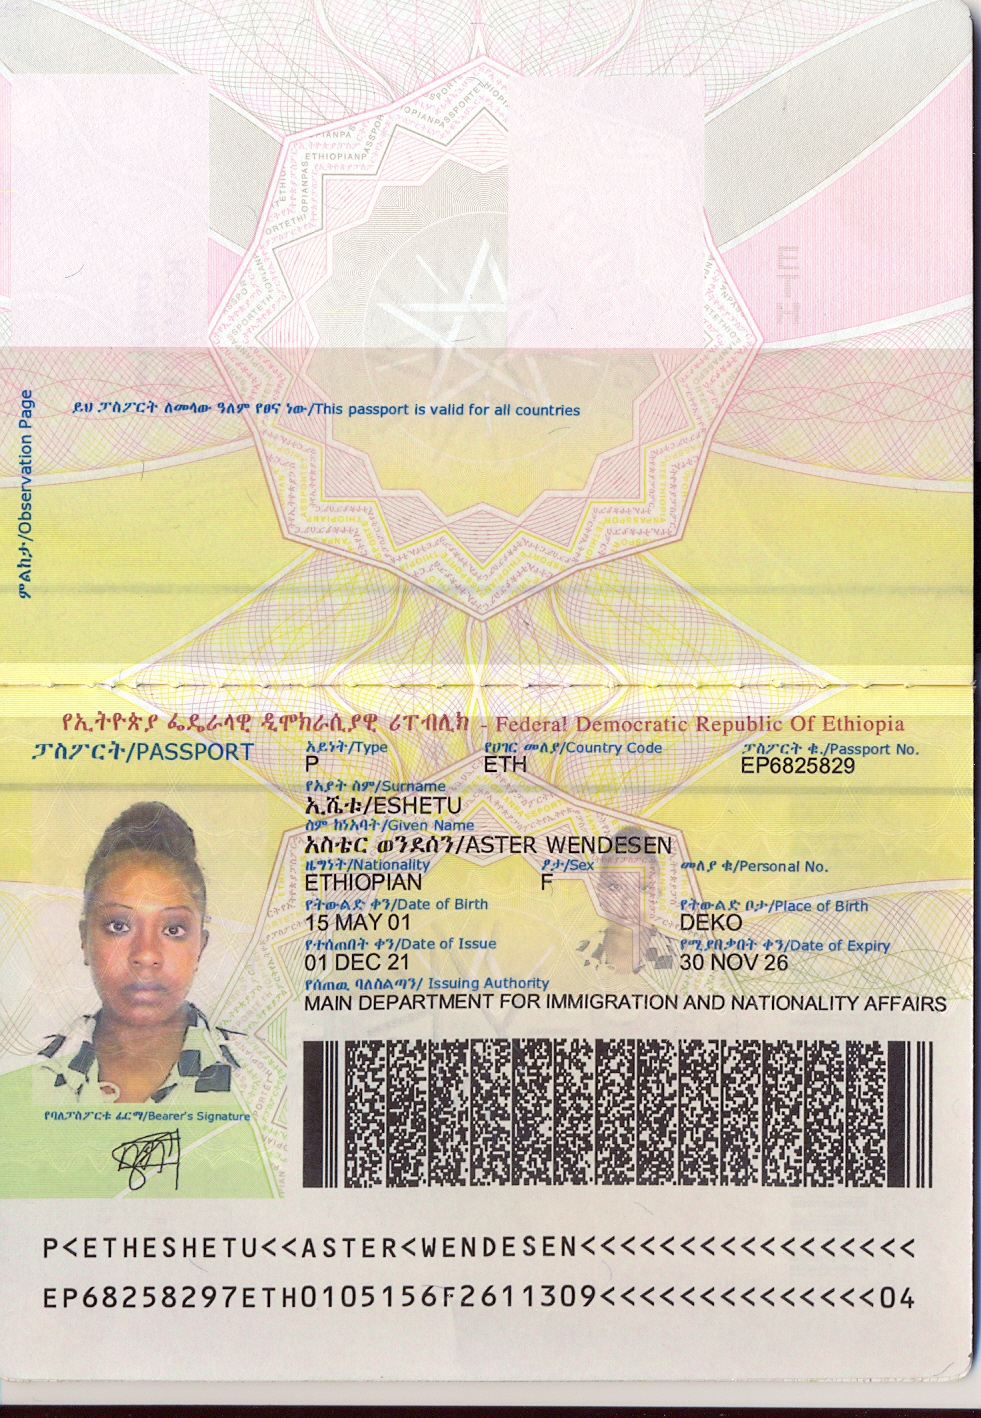 ምልከታ/Observation Page
ይህ ፓስፖርት ለመላው ዓለም የፀና ነው/This passport is valid for all countries
የኢትዮጵያ ፌዴራላዊ ዲሞክራሲያዊ ሪፐብሊክ - Federal Democratic Republic Of Ethiopia
ፓስፖርት/PASSPORT
አይነት/Type የሀገር መለያ/Country Code ፓስፖርት ቁ./Passport No.
P ETH EP6825829
የአያት ስም/Surname
ኢሼቱ/ESHETU
ስም ከነአባት/Given Name
አስቴር ወንደሰን/ASTER WENDESEN
ዜግነት/Nationality ፆታ/Sex መለያ ቁ/Personal No.
ETHIOPIAN F
የትውልድ ቀን/Date of Birth የትውልድ ቦታ/Place of Birth
15 MAY 01 DEKO
የተሰጠበት ቀን/Date of Issue የሚያበቃበት ቀን/Date of Expiry
01 DEC 21 30 NOV 26
የሰጠዉ ባለስልጣን/ Issuing Authority
MAIN DEPARTMENT FOR IMMIGRATION AND NATIONALITY AFFAIRS
የባለፓስፖርቱ ፊርማ/Bearer's Signature
P<ETHESHETU<<ASTER<WENDESEN<<<<<<<<<<<<<<<<<
EP68258297ETH0105156F2611309<<<<<<<<<<<<<<04